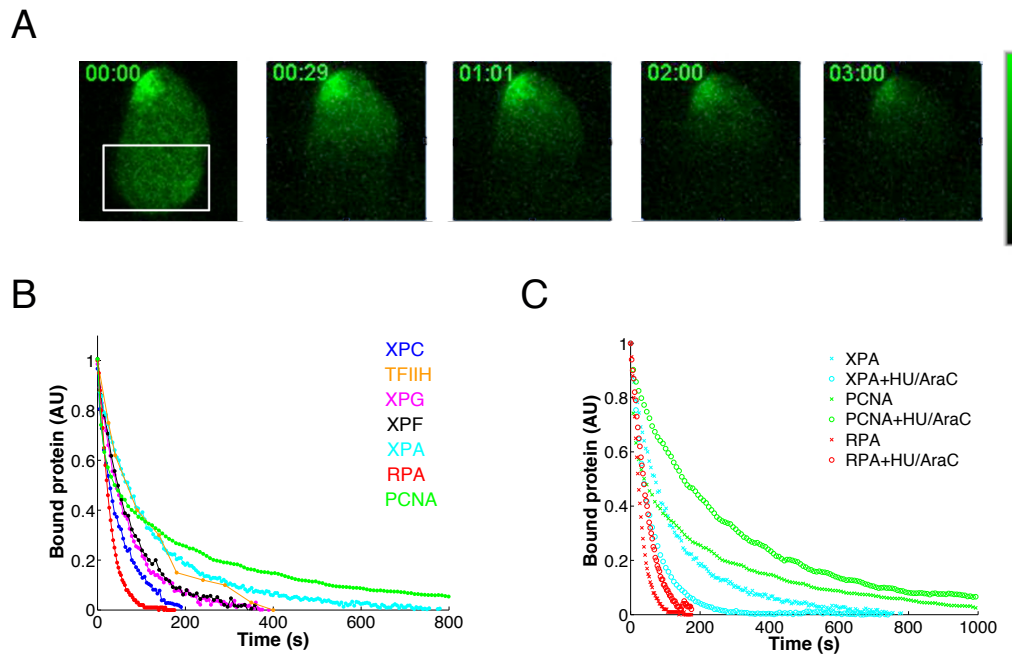 A
00:00
00:29
01:01
02:00
03:00
B
Bound protein (AU)
1
0.8
0.6
0.4
0.2
0
0
200
400
600
800
Time (s)
XPC
TFIIH
XPG
XPF
XPA
RPA
PCNA
C
Bound protein (AU)
1
0.8
0.6
0.4
0.2
0
0
200
400
600
800
1000
Time (s)
XPA
XPA+HU/AraC
PCNA
PCNA+HU/AraC
RPA
RPA+HU/AraC